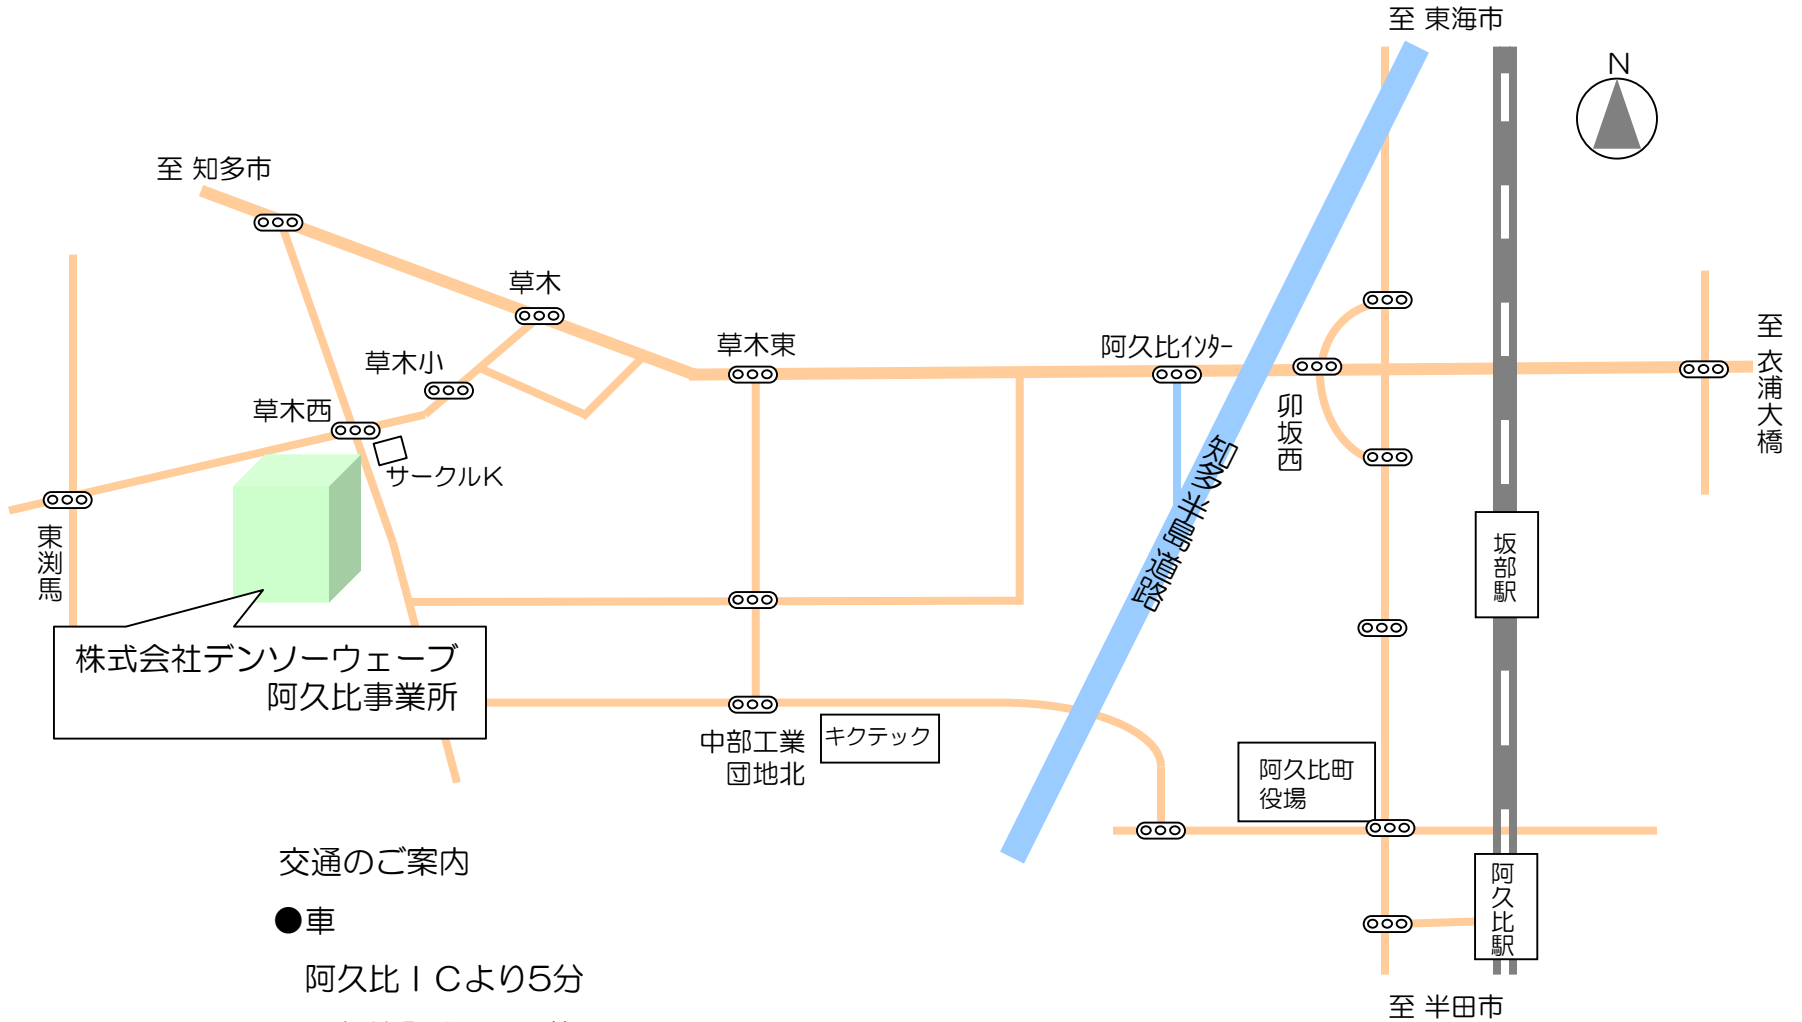 至 東海市
N
至 知多市
草木
草木東
阿久比ｲﾝﾀｰ
至 衣浦大橋
草木小
草木西
卯坂西
サークルK
知多半島道路
東渕馬
坂部駅
株式会社デンソーウェーブ
阿久比事業所
中部工業
団地北
キクテック
阿久比町
役場
阿久比駅
至 半田市
交通のご案内
●車
阿久比ＩＣより5分